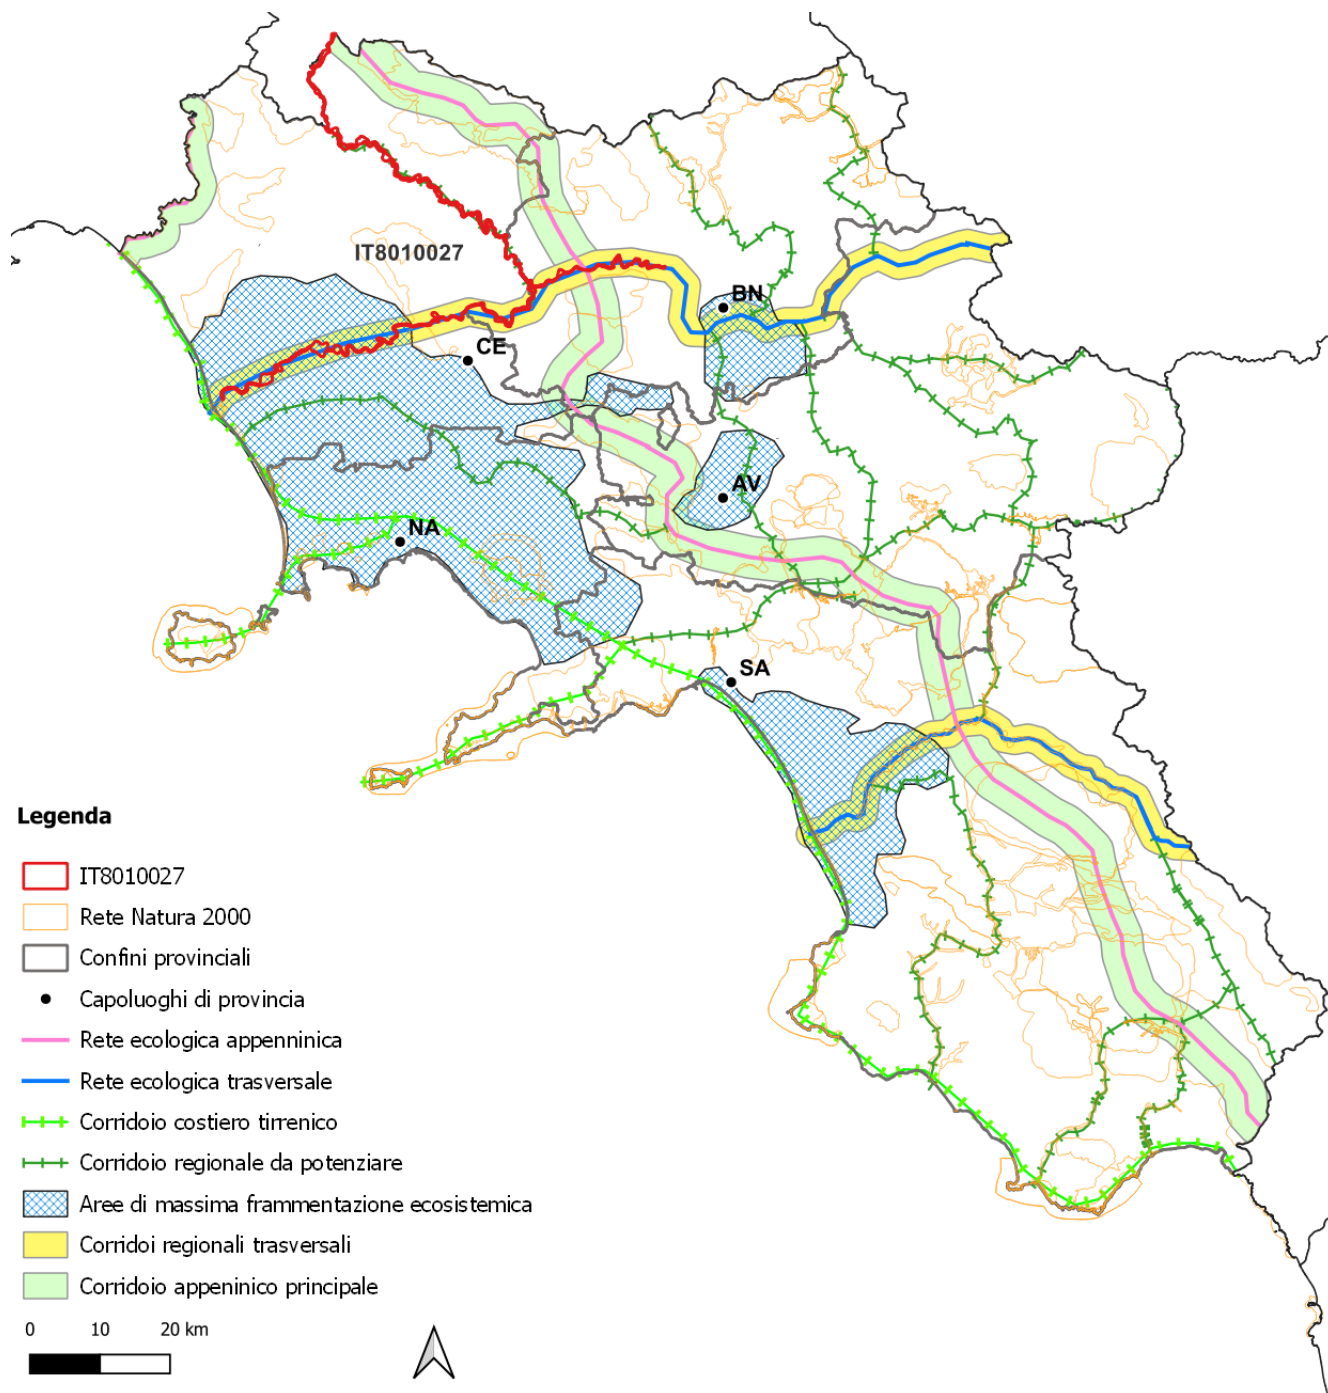 IT8010027
BN
CE
AV
NA
SA
Legenda
IT8010027
Rete Natura 2000
Confini provinciali
Capoluoghi di provincia
Rete ecologica appenninica
Rete ecologica trasversale
Corridoio costiero tirrenico
Corridoio regionale da potenziare
Aree di massima frammentazione ecosistemica
Corridoi regionali trasversali
Corridoio appeninico principale
0 10 20 km